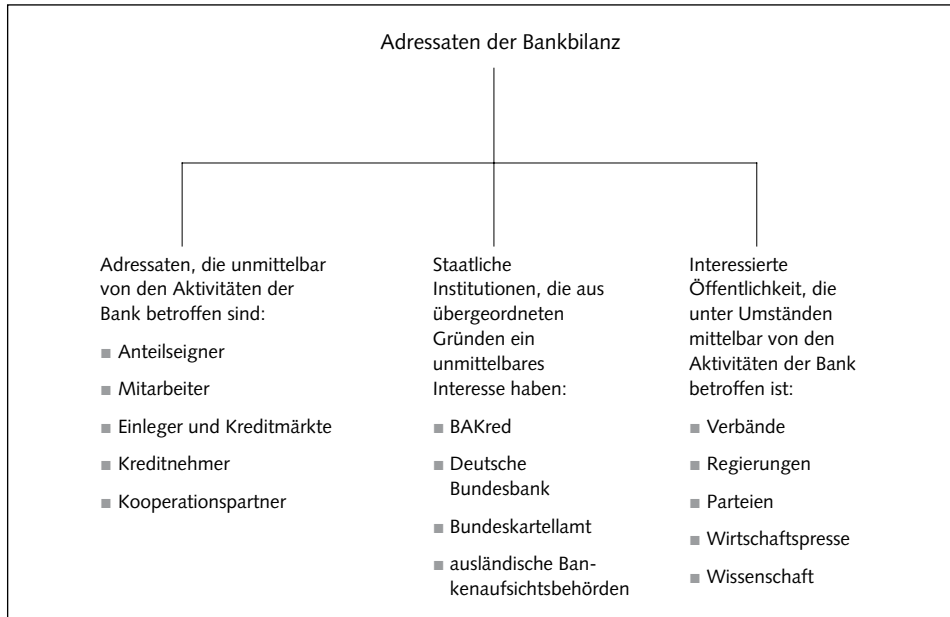 Adressaten der Bankbilanz
Adressaten, die unmittelbar
von den Aktivitäten der
Bank betroffen sind:
■ Anteilseigner
■ Mitarbeiter
■ Einleger und Kreditmärkte
■ Kreditnehmer
■ Kooperationspartner
Staatliche
Institutionen, die aus
übergeordneten
Gründen ein
unmittelbares
Interesse haben:
■ BAKred
■ Deutsche
Bundesbank
■ Bundeskartellamt
■ ausländische Ban-
kenaufsichtsbehörden
Interessierte
Öffentlichkeit, die
unter Umständen
mittelbar von den
Aktivitäten der Bank
betroffen ist:
■ Verbände
■ Regierungen
■ Parteien
■ Wirtschaftspresse
■ Wissenschaft